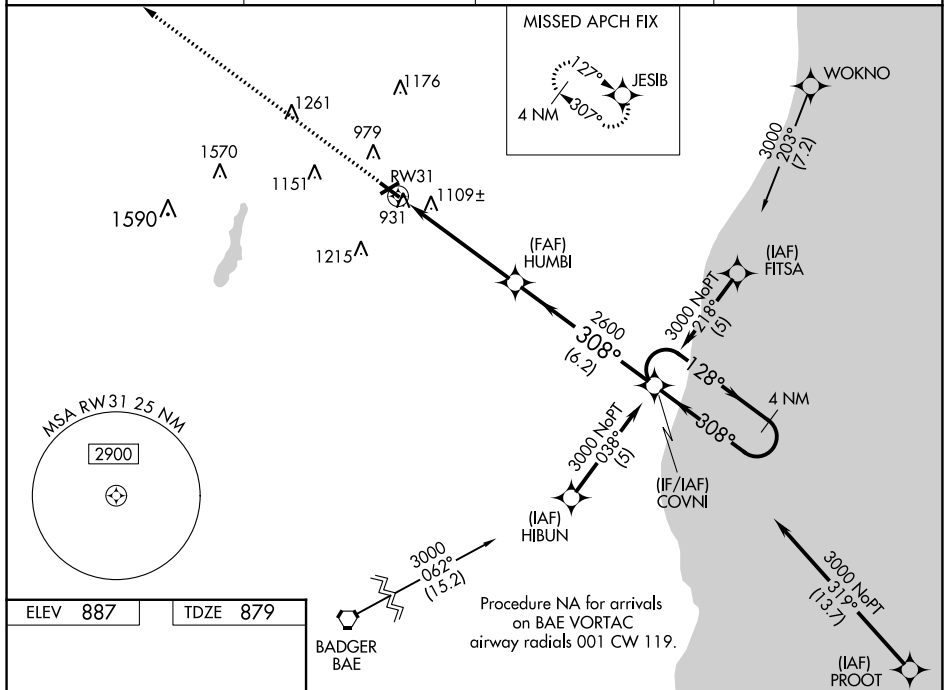 MISSED APCH FIX
127°
JESIB
4 NM
307°
WOKNO
3000
203°
(7.2)
1261
1176
979
1570
1151
RW31
1590
931
1109±
1215
(FAF)
HUMBI
(IAF)
FITSA
3000 NoPT
218°
(5)
2600
308°
(6.2)
128°
4 NM
308°
MSA RW31 25 NM
2900
3000 NoPT
038°
(5)
(IF/IAF)
COVNI
(IAF)
HIBUN
3000
062°
(15.2)
3000 NoPT
319°
(13.7)
ELEV 887
TDZE 879
BADGER
BAE
Procedure NA for arrivals
on BAE VORTAC
airway radials 001 CW 119.
(IAF)
PROOT